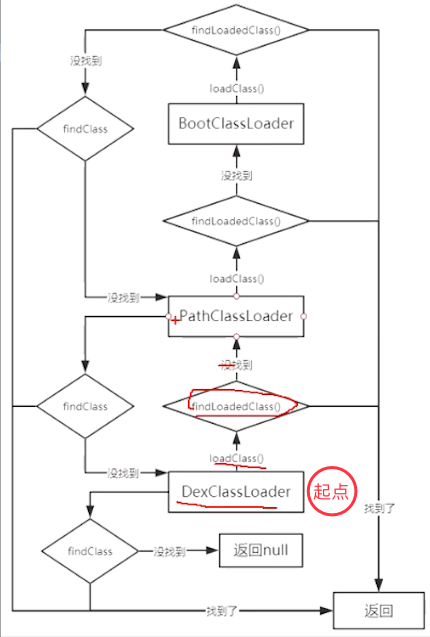 findLoadedClass()
没找到
loadClass()
findClass
BootClassLoader
没找到
findLoadedClass()
loadClass()
没找到
PathClassLoader
没找到
findClass
findLoadedClass()
loadClass()
没找到
DexClassLoader
起点
找到了
findClass
没找到
返回null
找到了
返回